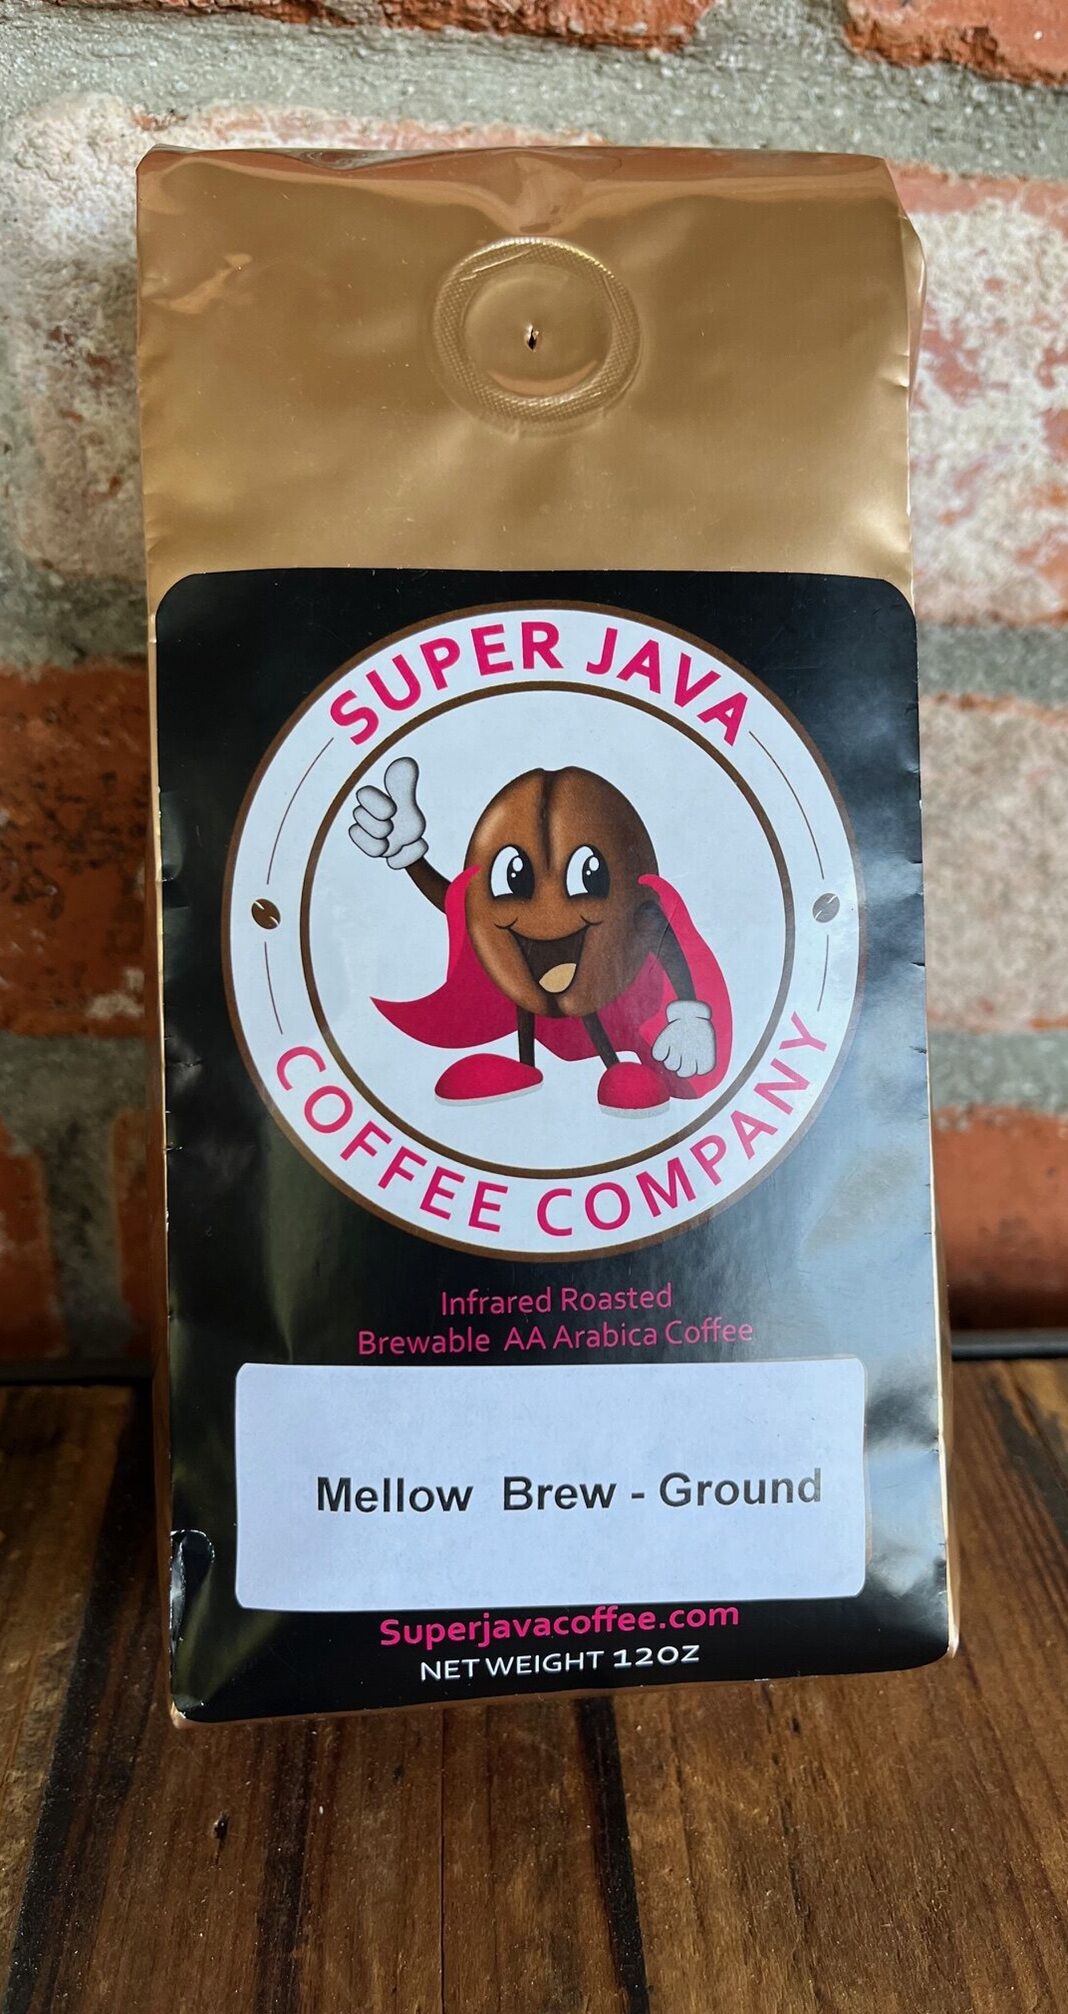 SUPER JAVA
COFFEE COMPANY
Infrared Roasted
Brewable AA Arabica Coffee
Mellow Brew - Ground
Superjavacoffee.com
NET WEIGHT 12OZ